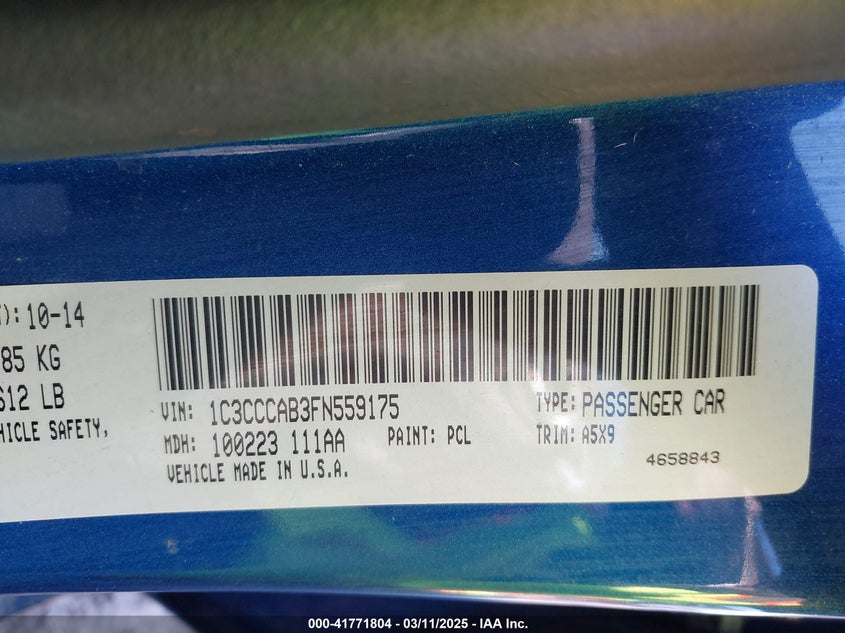 T): 10-14
85 KG
612 LB
HICLE SAFETY,
VIN: 1C3CCCAB3FN559175
TYPE: PASSENGER CAR
MDH: 100223 111AA
PAINT: PCL
TRIM: A5X9
VEHICLE MADE IN U.S.A.
4658843
000-41771804 - 03/11/2025 - IAA Inc.